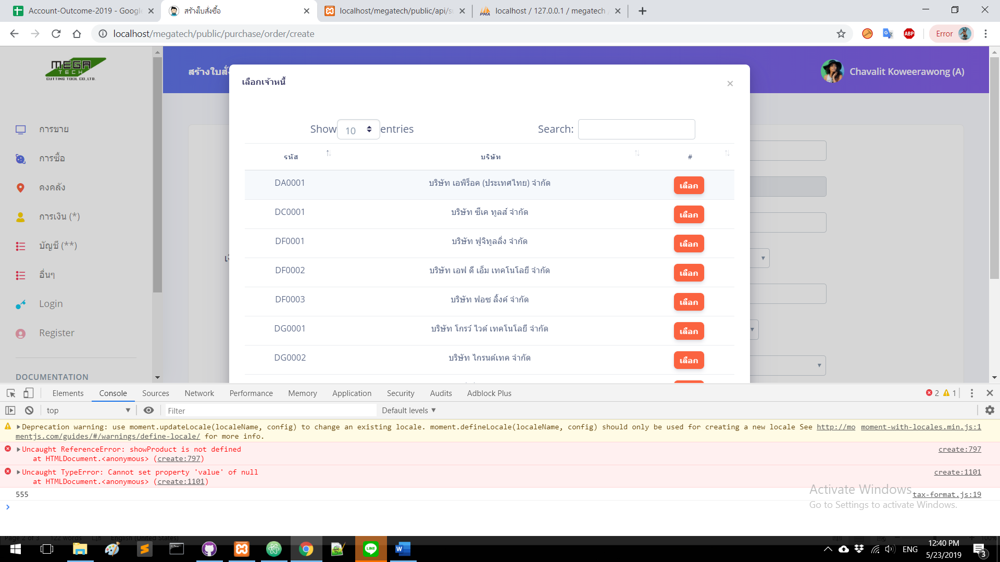 Account-Outcome-2019 - Google
สร้างใบสั่งซื้อ
localhost/megatech/public/api/su
localhost / 127.0.0.1 / megatech
localhost/megatech/public/purchase/order/create
Error
MEGA
TECH
CUTTING TOOL CO.,LTD.
สร้างใบสั่ง
Chavalit Koweerawong (A)
เลือกเจ้าหนี้
×
Show 10 entries
Search:
รหัส บริษัท #
DA0001 บริษัท เอพิร็อค (ประเทศไทย) จำกัด เลือก
DC0001 บริษัท ซีเค ทูลส์ จำกัด เลือก
DF0001 บริษัท ฟูจิทูลลิ่ง จำกัด เลือก
DF0002 บริษัท เอฟ ดี เอ็ม เทคโนโลยี จำกัด เลือก
DF0003 บริษัท ฟอซ ลิ้งค์ จำกัด เลือก
DG0001 บริษัท โกรว์ ไวด์ เทคโนโลยี จำกัด เลือก
DG0002 บริษัท ไกรนด์เทค จำกัด เลือก
การขาย
การซื้อ
คงคลัง
การเงิน (*)
บัญชี (**)
อื่นๆ
Login
Register
DOCUMENTATION
Elements Console Sources Network Performance Memory Application Security Audits Adblock Plus 2 1
top Filter Default levels
Deprecation warning: use moment.updateLocale(localeName, config) to change an existing locale. moment.defineLocale(localeName, config) should only be used for creating a new locale See http://mo moment-with-locales.min.js:1
mentjs.com/guides/#/warnings/define-locale/ for more info.
Uncaught ReferenceError: showProduct is not defined create:797
at HTMLDocument.<anonymous> (create:797)
Uncaught TypeError: Cannot set property 'value' of null create:1101
at HTMLDocument.<anonymous> (create:1101)
555 tax-format.js:19
Activate Windows
Go to Settings to activate Windows.
Page 2 of 3 122 words English (United States) 100%
ENG
12:40 PM
5/23/2019
3